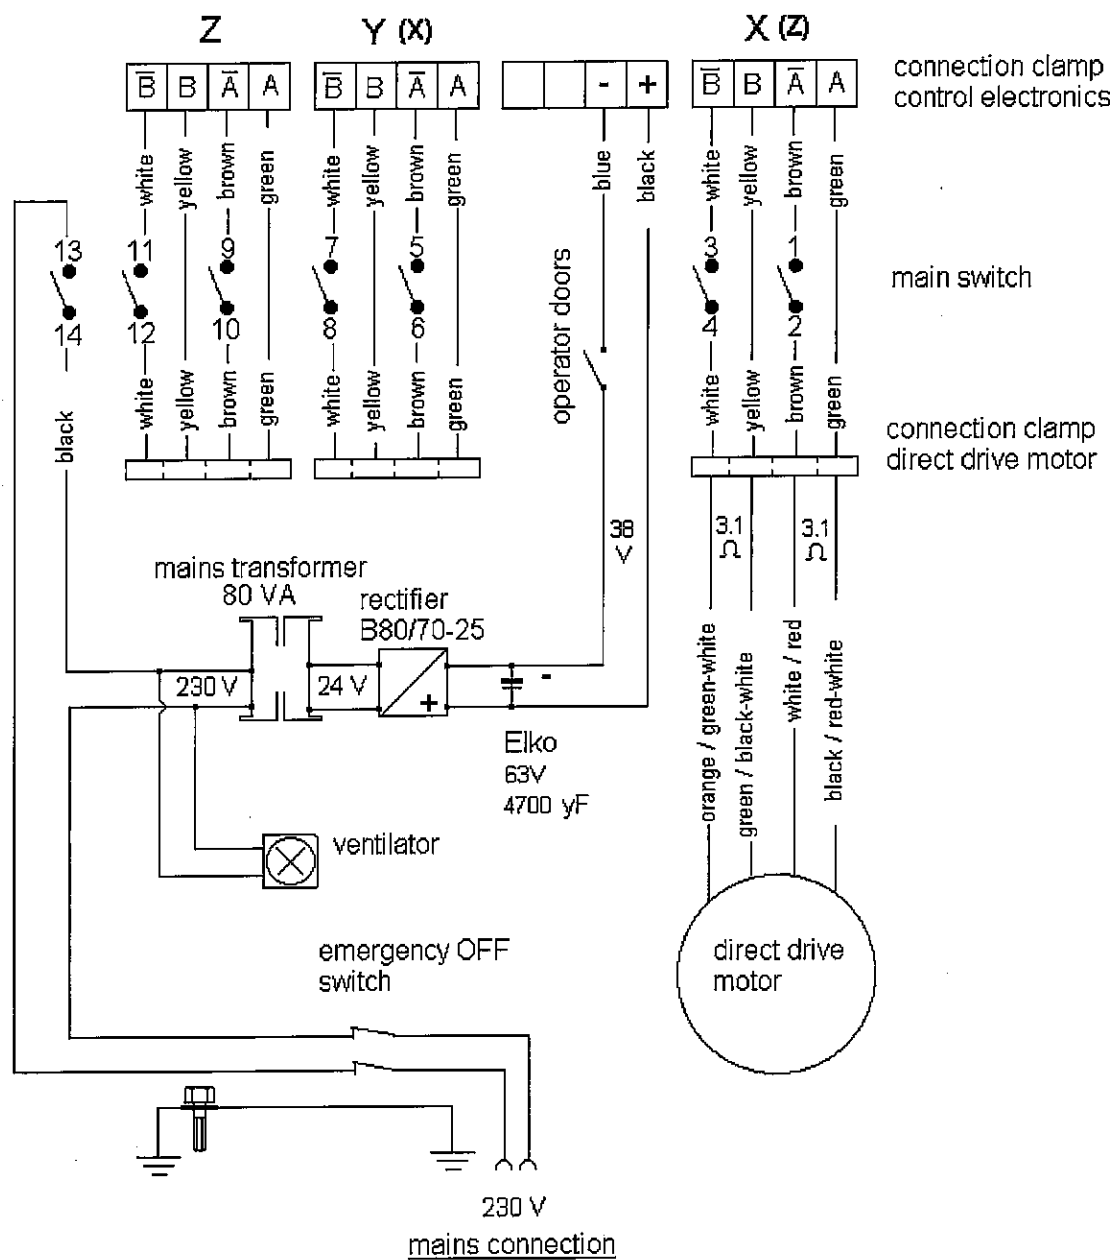 Z Y (X) X (Z)
B̅ B A̅ A B̅ B A̅ A - + B̅ B A̅ A
connection clamp
control electronics
white yellow brown green white yellow brown green blue black white yellow brown green
13 11 9 7 5 3 1
main switch
14 12 10 8 6 4 2
operator doors
black white yellow brown green white yellow brown green white yellow brown green
connection clamp
direct drive motor
38
V
3.1
Ω
3.1
Ω
mains transformer
80 VA
rectifier
B80/70-25
230 V 24 V + -
Elko
63V
4700 yF
orange / green-white
green / black-white
white / red
black / red-white
ventilator
emergency OFF
switch
direct drive
motor
230 V
mains connection